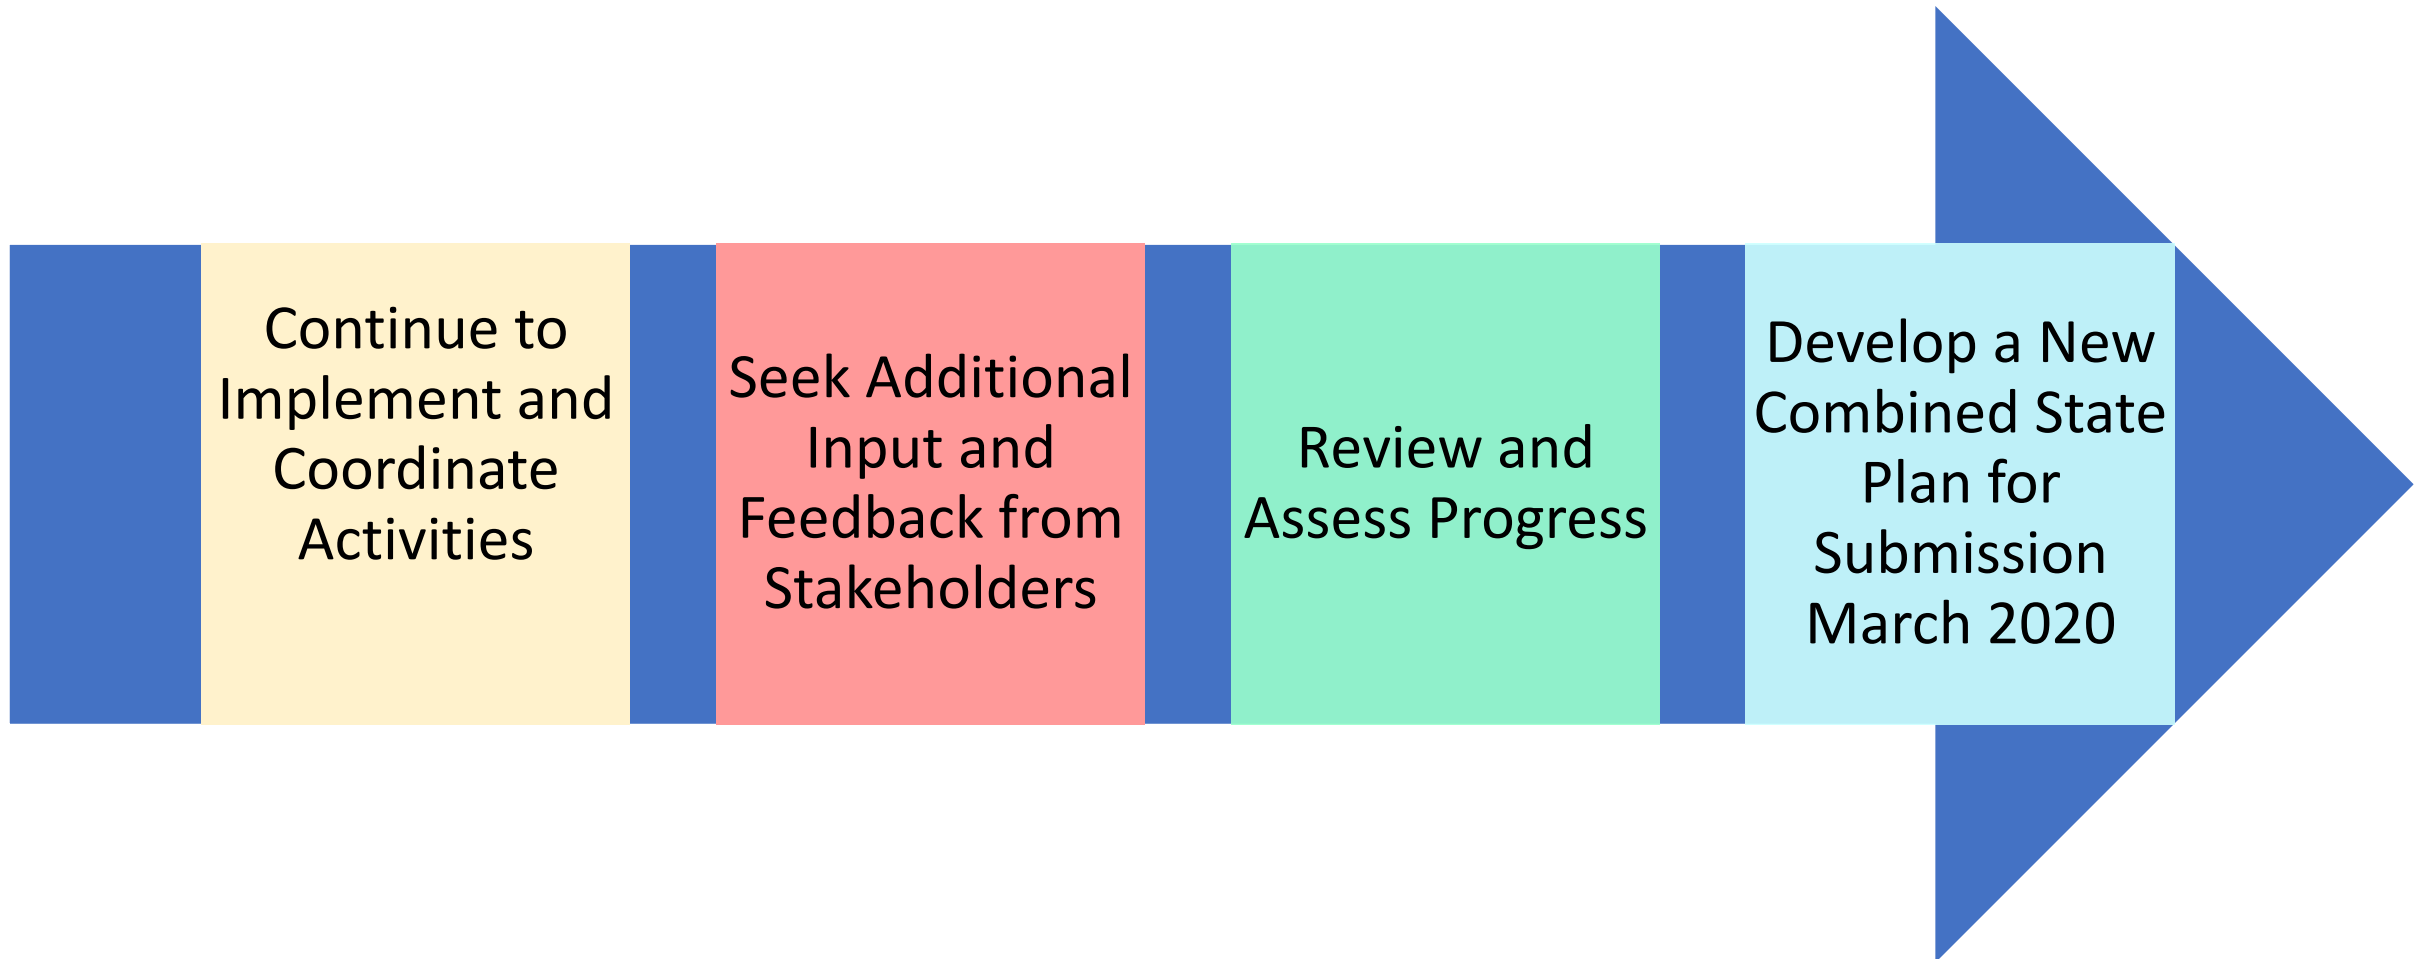 Continue to
Implement and
Coordinate
Activities
Seek Additional
Input and
Feedback from
Stakeholders
Review and
Assess Progress
Develop a New
Combined State
Plan for
Submission
March 2020